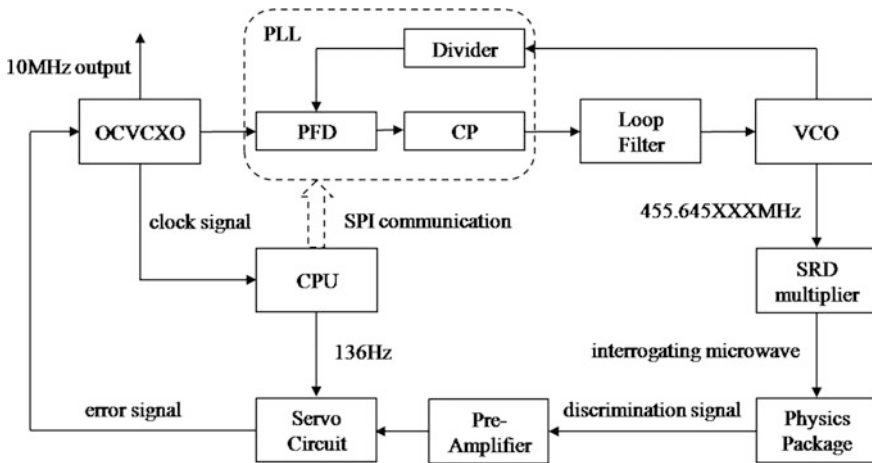 PLL
Divider
10MHz output
OCVCXO
PFD
CP
Loop
Filter
VCO
clock signal
SPI communication
455.645XXXMHz
CPU
SRD
multiplier
136Hz
interrogating microwave
error signal
Servo
Circuit
Pre-
Amplifier
discrimination signal
Physics
Package